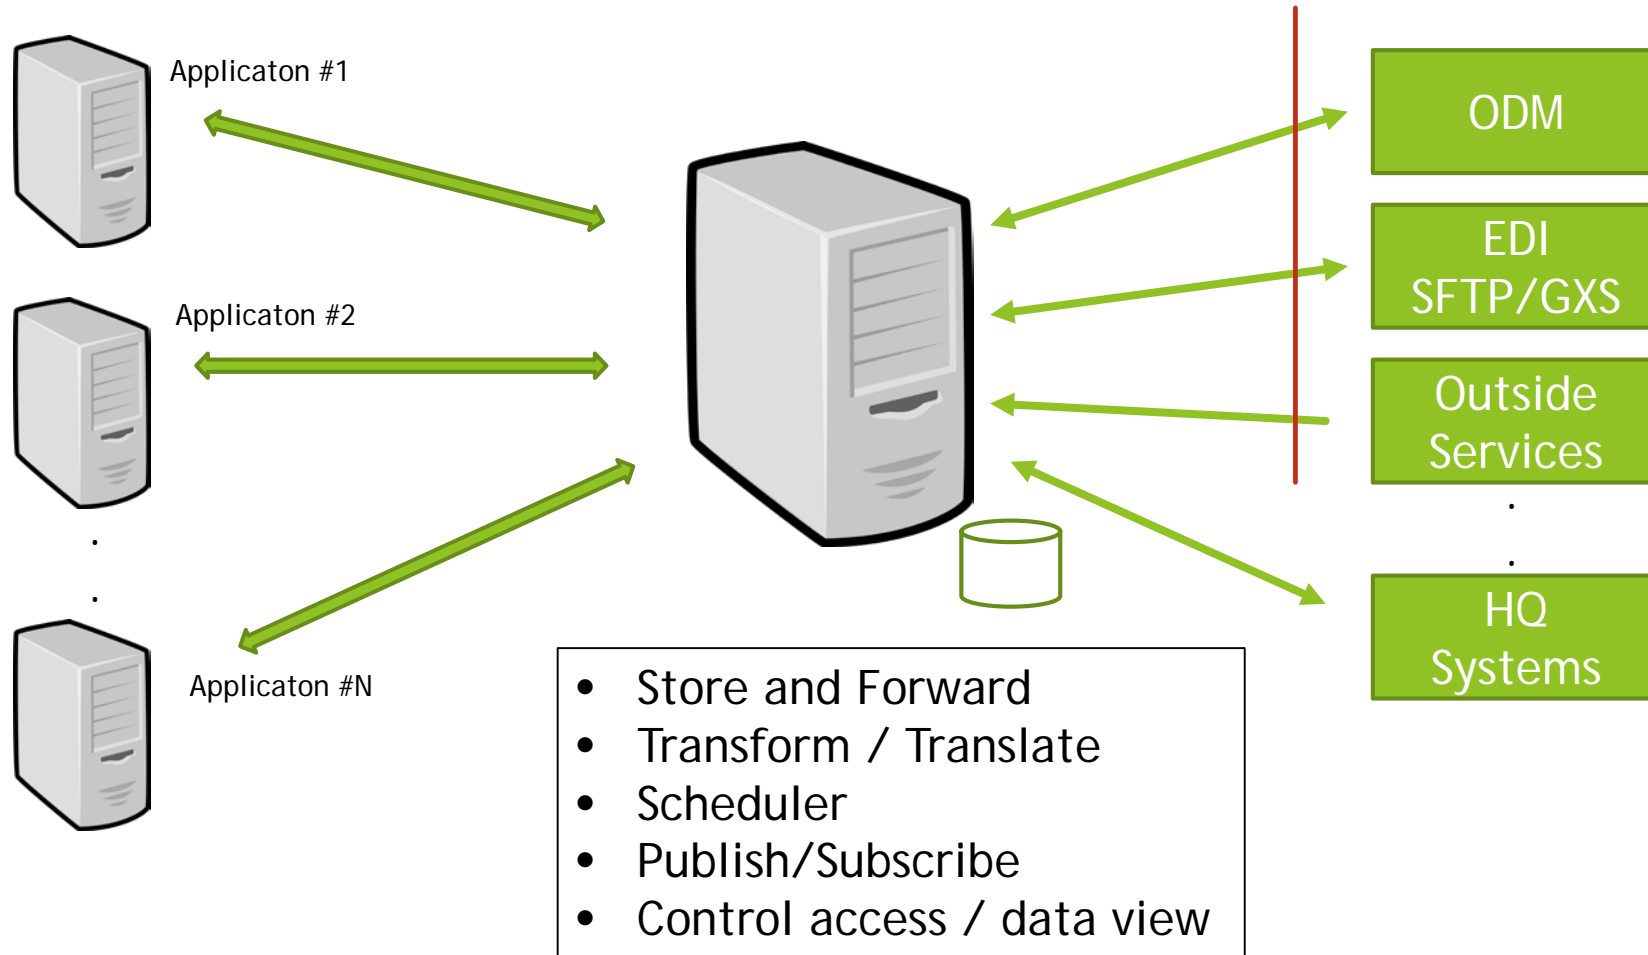 Applicaton #1
Applicaton #2
.
.
Applicaton #N
ODM
EDI
SFTP/GXS
Outside
Services
.
.
HQ
Systems
• Store and Forward
• Transform / Translate
• Scheduler
• Publish/Subscribe
• Control access / data view